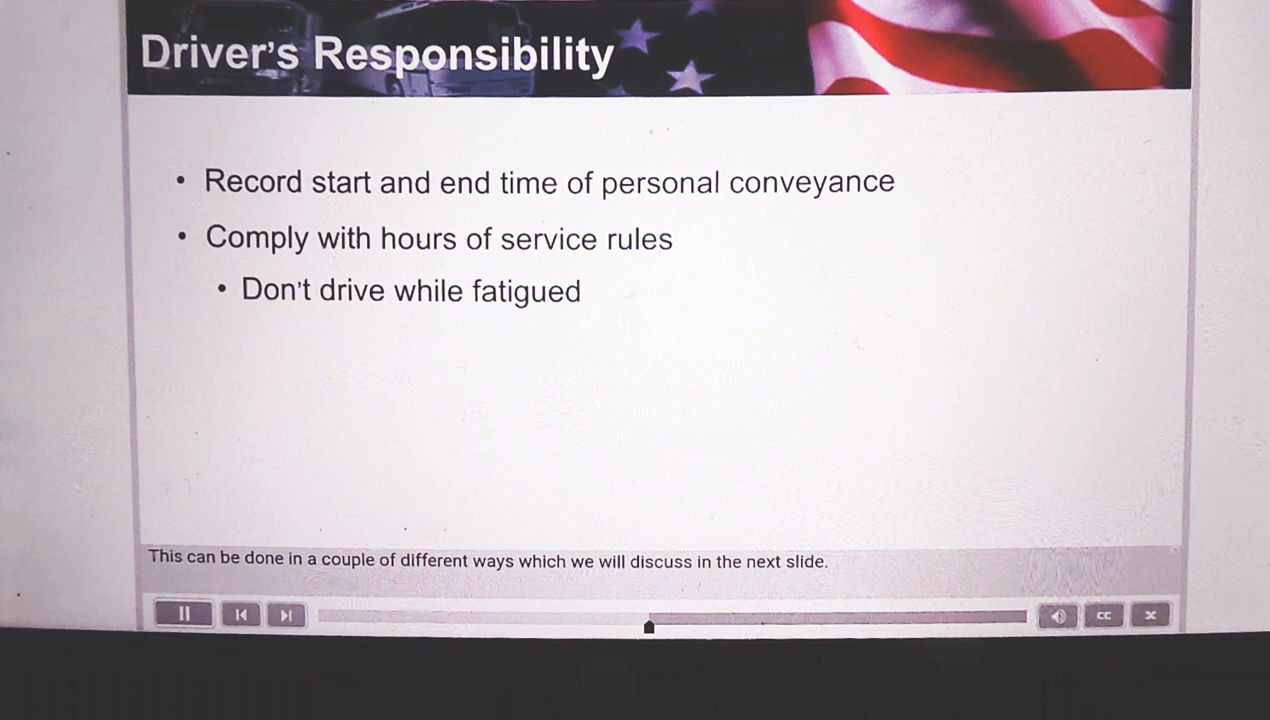 Driver's Responsibility
• Record start and end time of personal conveyance
• Comply with hours of service rules
• Don't drive while fatigued
This can be done in a couple of different ways which we will discuss in the next slide.
CC